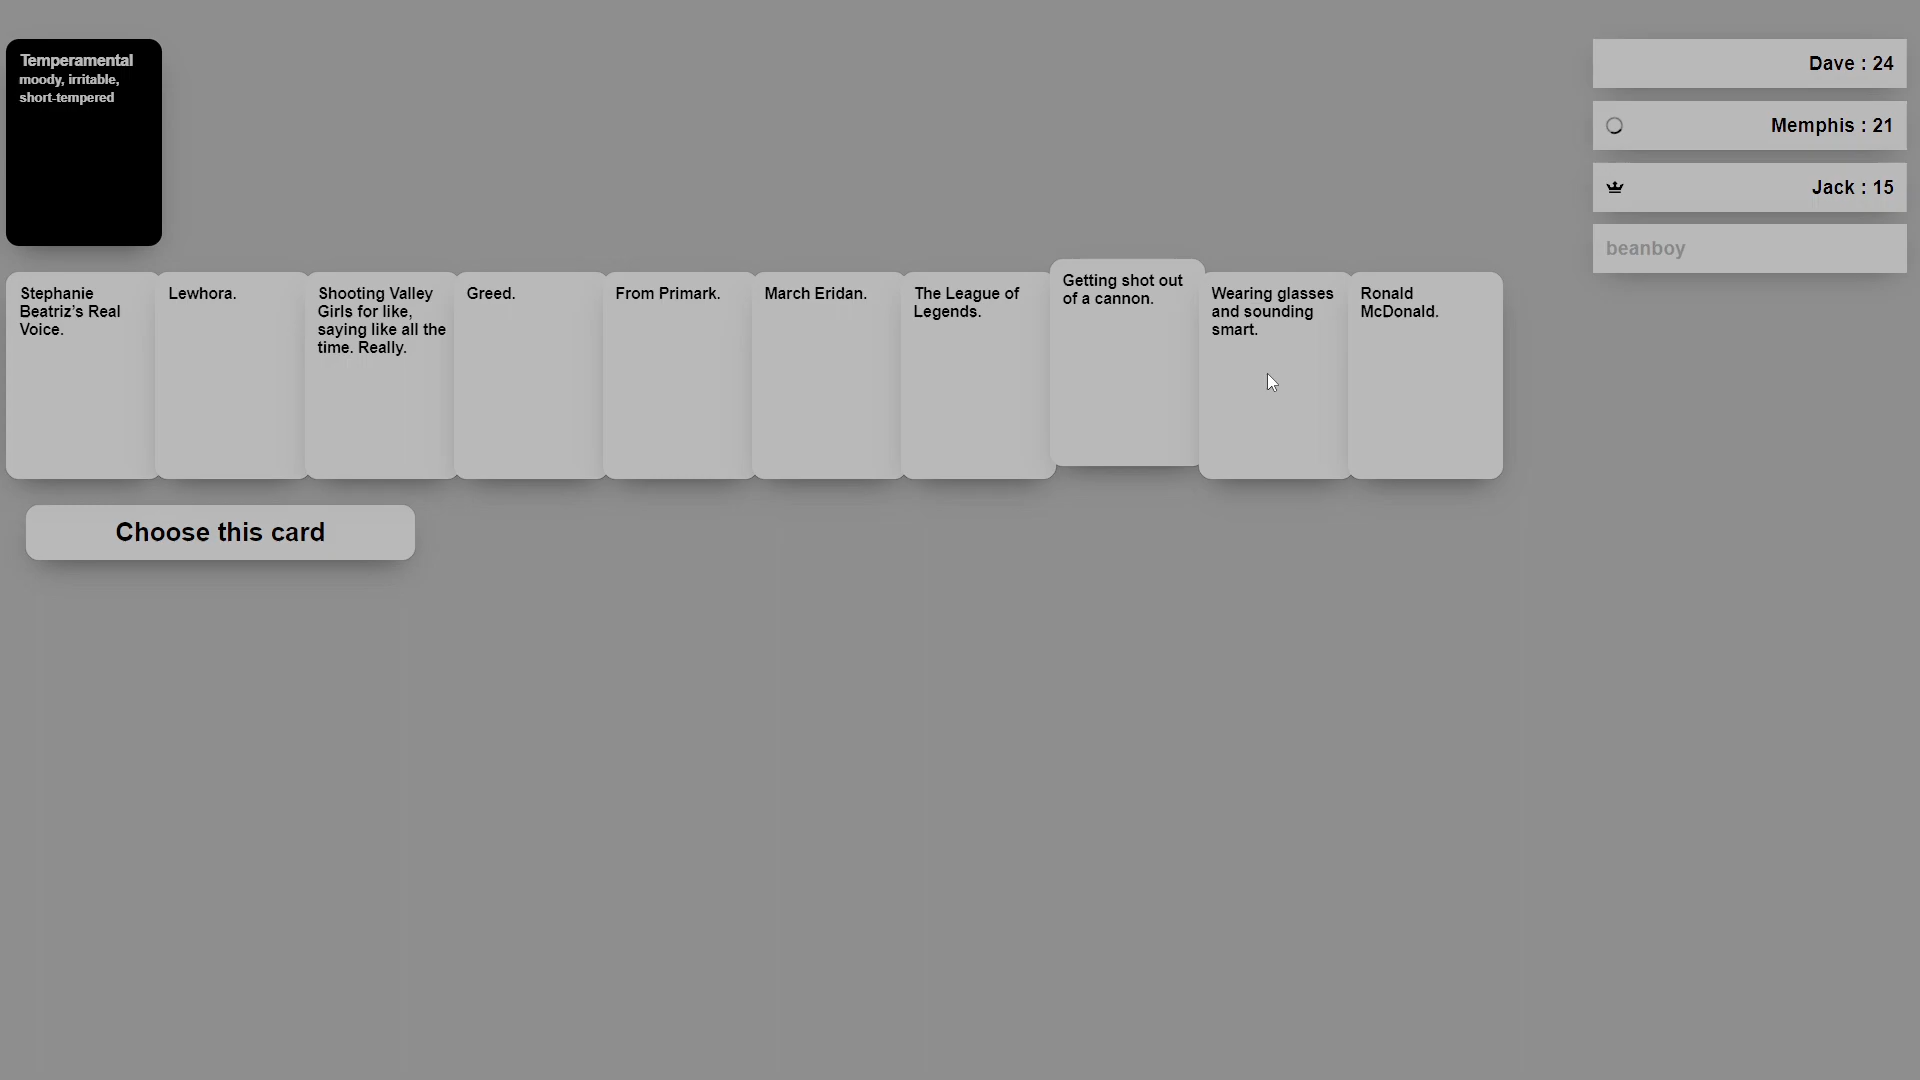 Temperamental
moody, irritable,
short-tempered
Dave : 24
Memphis : 21
Jack : 15
beanboy
Stephanie
Beatriz’s Real
Voice.
Lewhora.
Shooting Valley
Girls for like,
saying like all the
time. Really.
Greed.
From Primark.
March Eridan.
The League of
Legends.
Getting shot out
of a cannon.
Wearing glasses
and sounding
smart.
Ronald
McDonald.
Choose this card